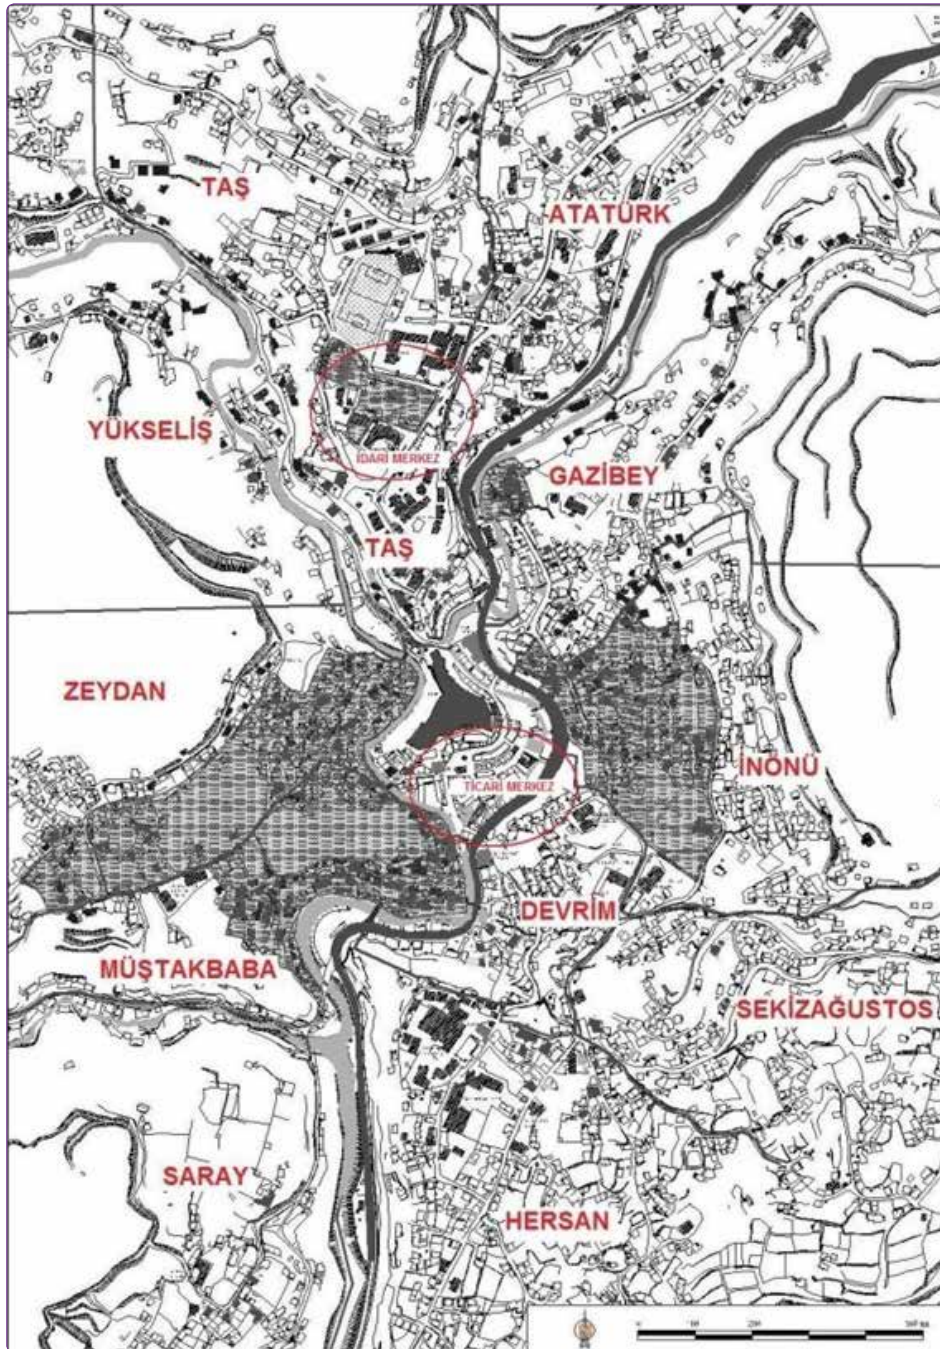 TAŞ
ATATÜRK
YÜKSELİŞ
İDARİ MERKEZ
GAZİBEY
TAŞ
ZEYDAN
İNÖNÜ
TİCARİ MERKEZ
DEVRİM
MÜŞTAKBABA
SEKİZAĞUSTOS
SARAY
HERSAN